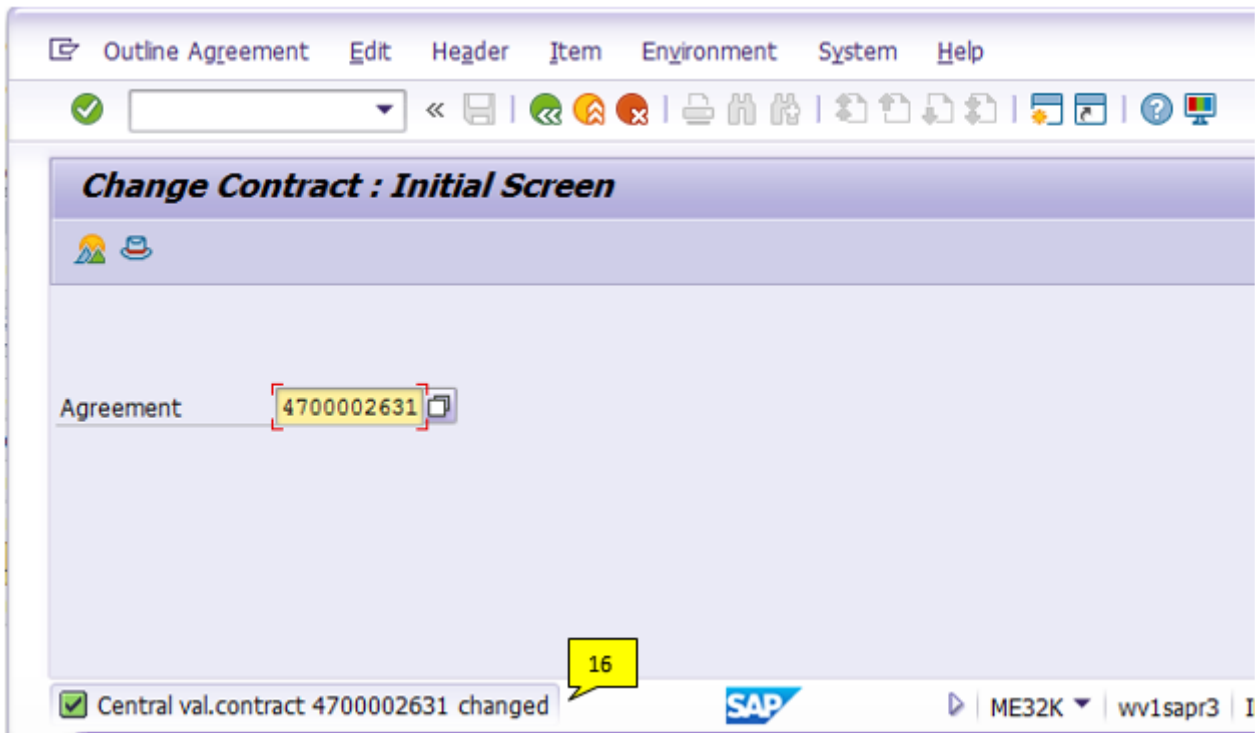 Outline Agreement Edit Header Item Environment System Help
Change Contract : Initial Screen
Agreement 4700002631
16
Central val.contract 4700002631 changed SAP ME32K wv1sapr3 I